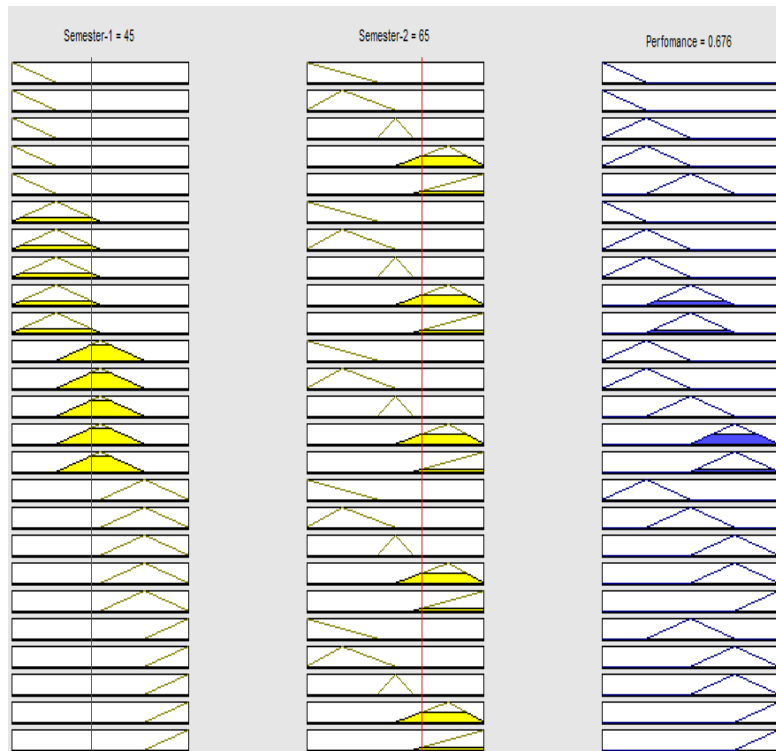 Semester-1 = 45
Semester-2 = 65
Perfomance = 0.676